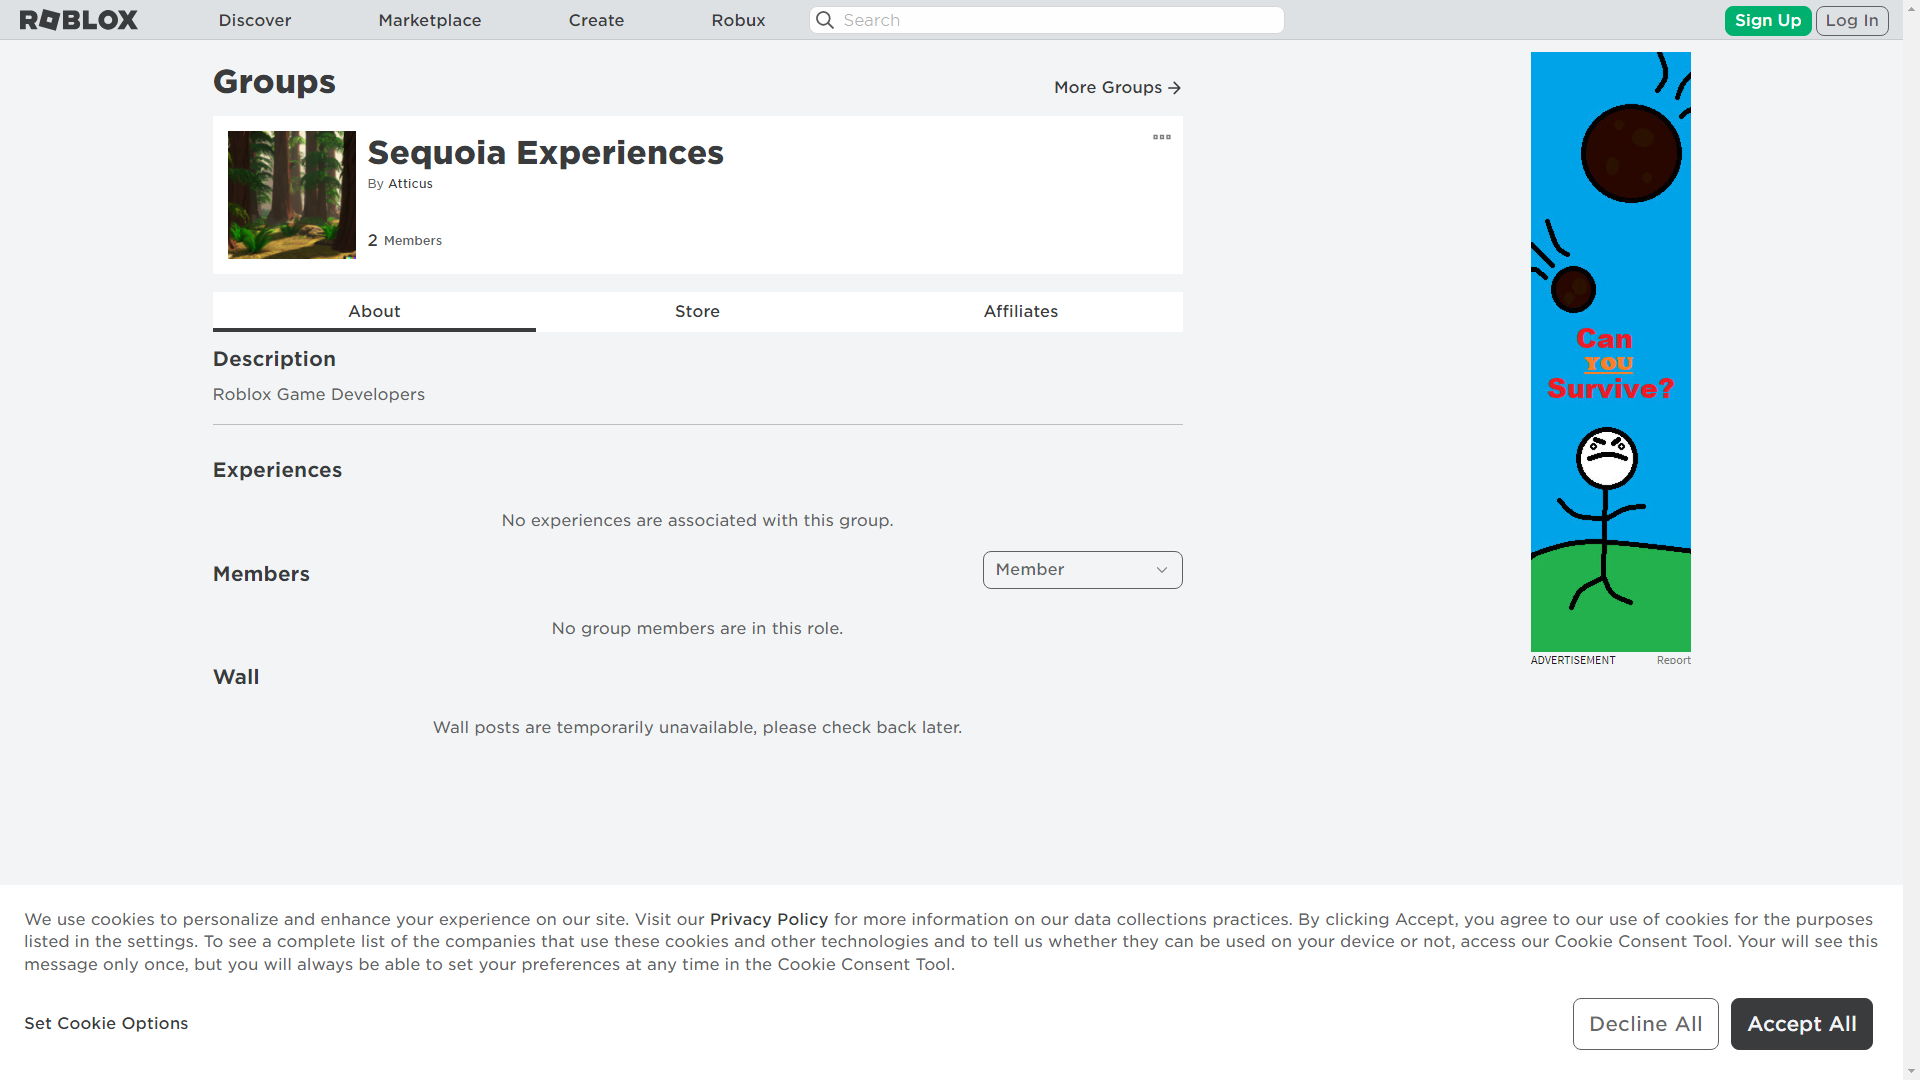 ROBLOX
Discover
Marketplace
Create
Robux
Search
Sign Up
Log In
Groups
More Groups
Sequoia Experiences
By Atticus
2 Members
About
Store
Affiliates
Description
Roblox Game Developers
Experiences
No experiences are associated with this group.
Members
Member
No group members are in this role.
Wall
Wall posts are temporarily unavailable, please check back later.
Can
YOU
Survive?
ADVERTISEMENT
Report
We use cookies to personalize and enhance your experience on our site. Visit our Privacy Policy for more information on our data collections practices. By clicking Accept, you agree to our use of cookies for the purposes
listed in the settings. To see a complete list of the companies that use these cookies and other technologies and to tell us whether they can be used on your device or not, access our Cookie Consent Tool. Your will see this
message only once, but you will always be able to set your preferences at any time in the Cookie Consent Tool.
Set Cookie Options
Decline All
Accept All